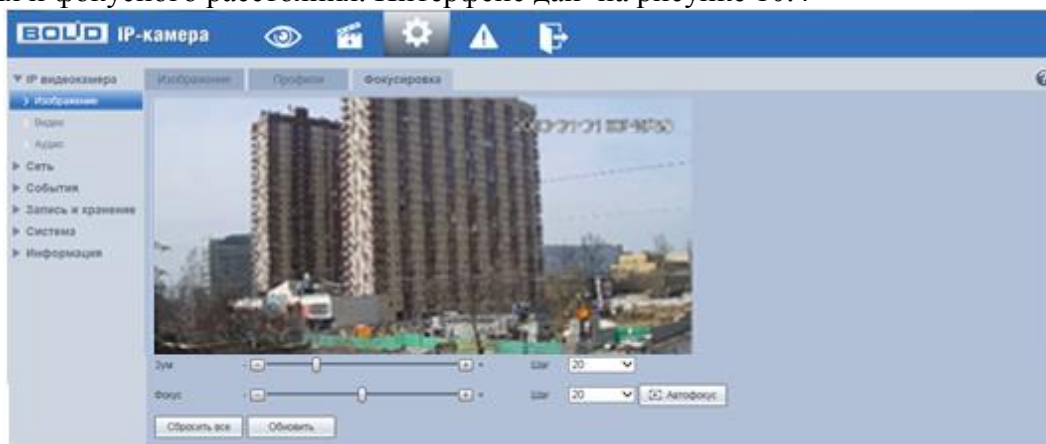 и фокусного расстояния. Интерфейс дан на рисунке 10.4
BOLID IP-камера
IP видеокамера
Изображение
Профили
Фокусировка
Изображение
Видео
Аудио
Сеть
События
Запись и хранение
Система
Информация
Зум
Шаг 20
Фокус
Шаг 20
Автофокус
Сбросить все
Обновить